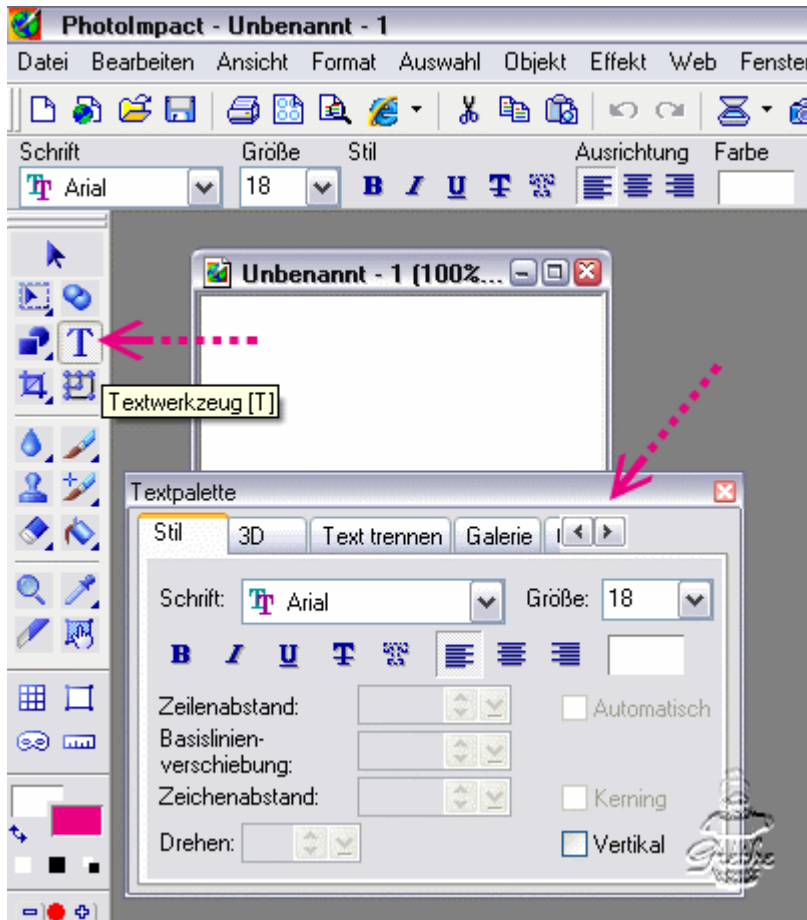 PhotoImpact - Unbenannt - 1
Datei Bearbeiten Ansicht Format Auswahl Objekt Effekt Web Fenster
Schrift Größe Stil Ausrichtung Farbe
Arial 18 B I U T T
Unbenannt - 1 (100%...
T
Textwerkzeug [T]
Textpalette
Stil 3D Text trennen Galerie
Schrift: Arial Größe: 18
B I U T T
Zeilenabstand: Automatisch
Basislinien-
verschiebung:
Zeichenabstand: Kerning
Drehen: Vertikal